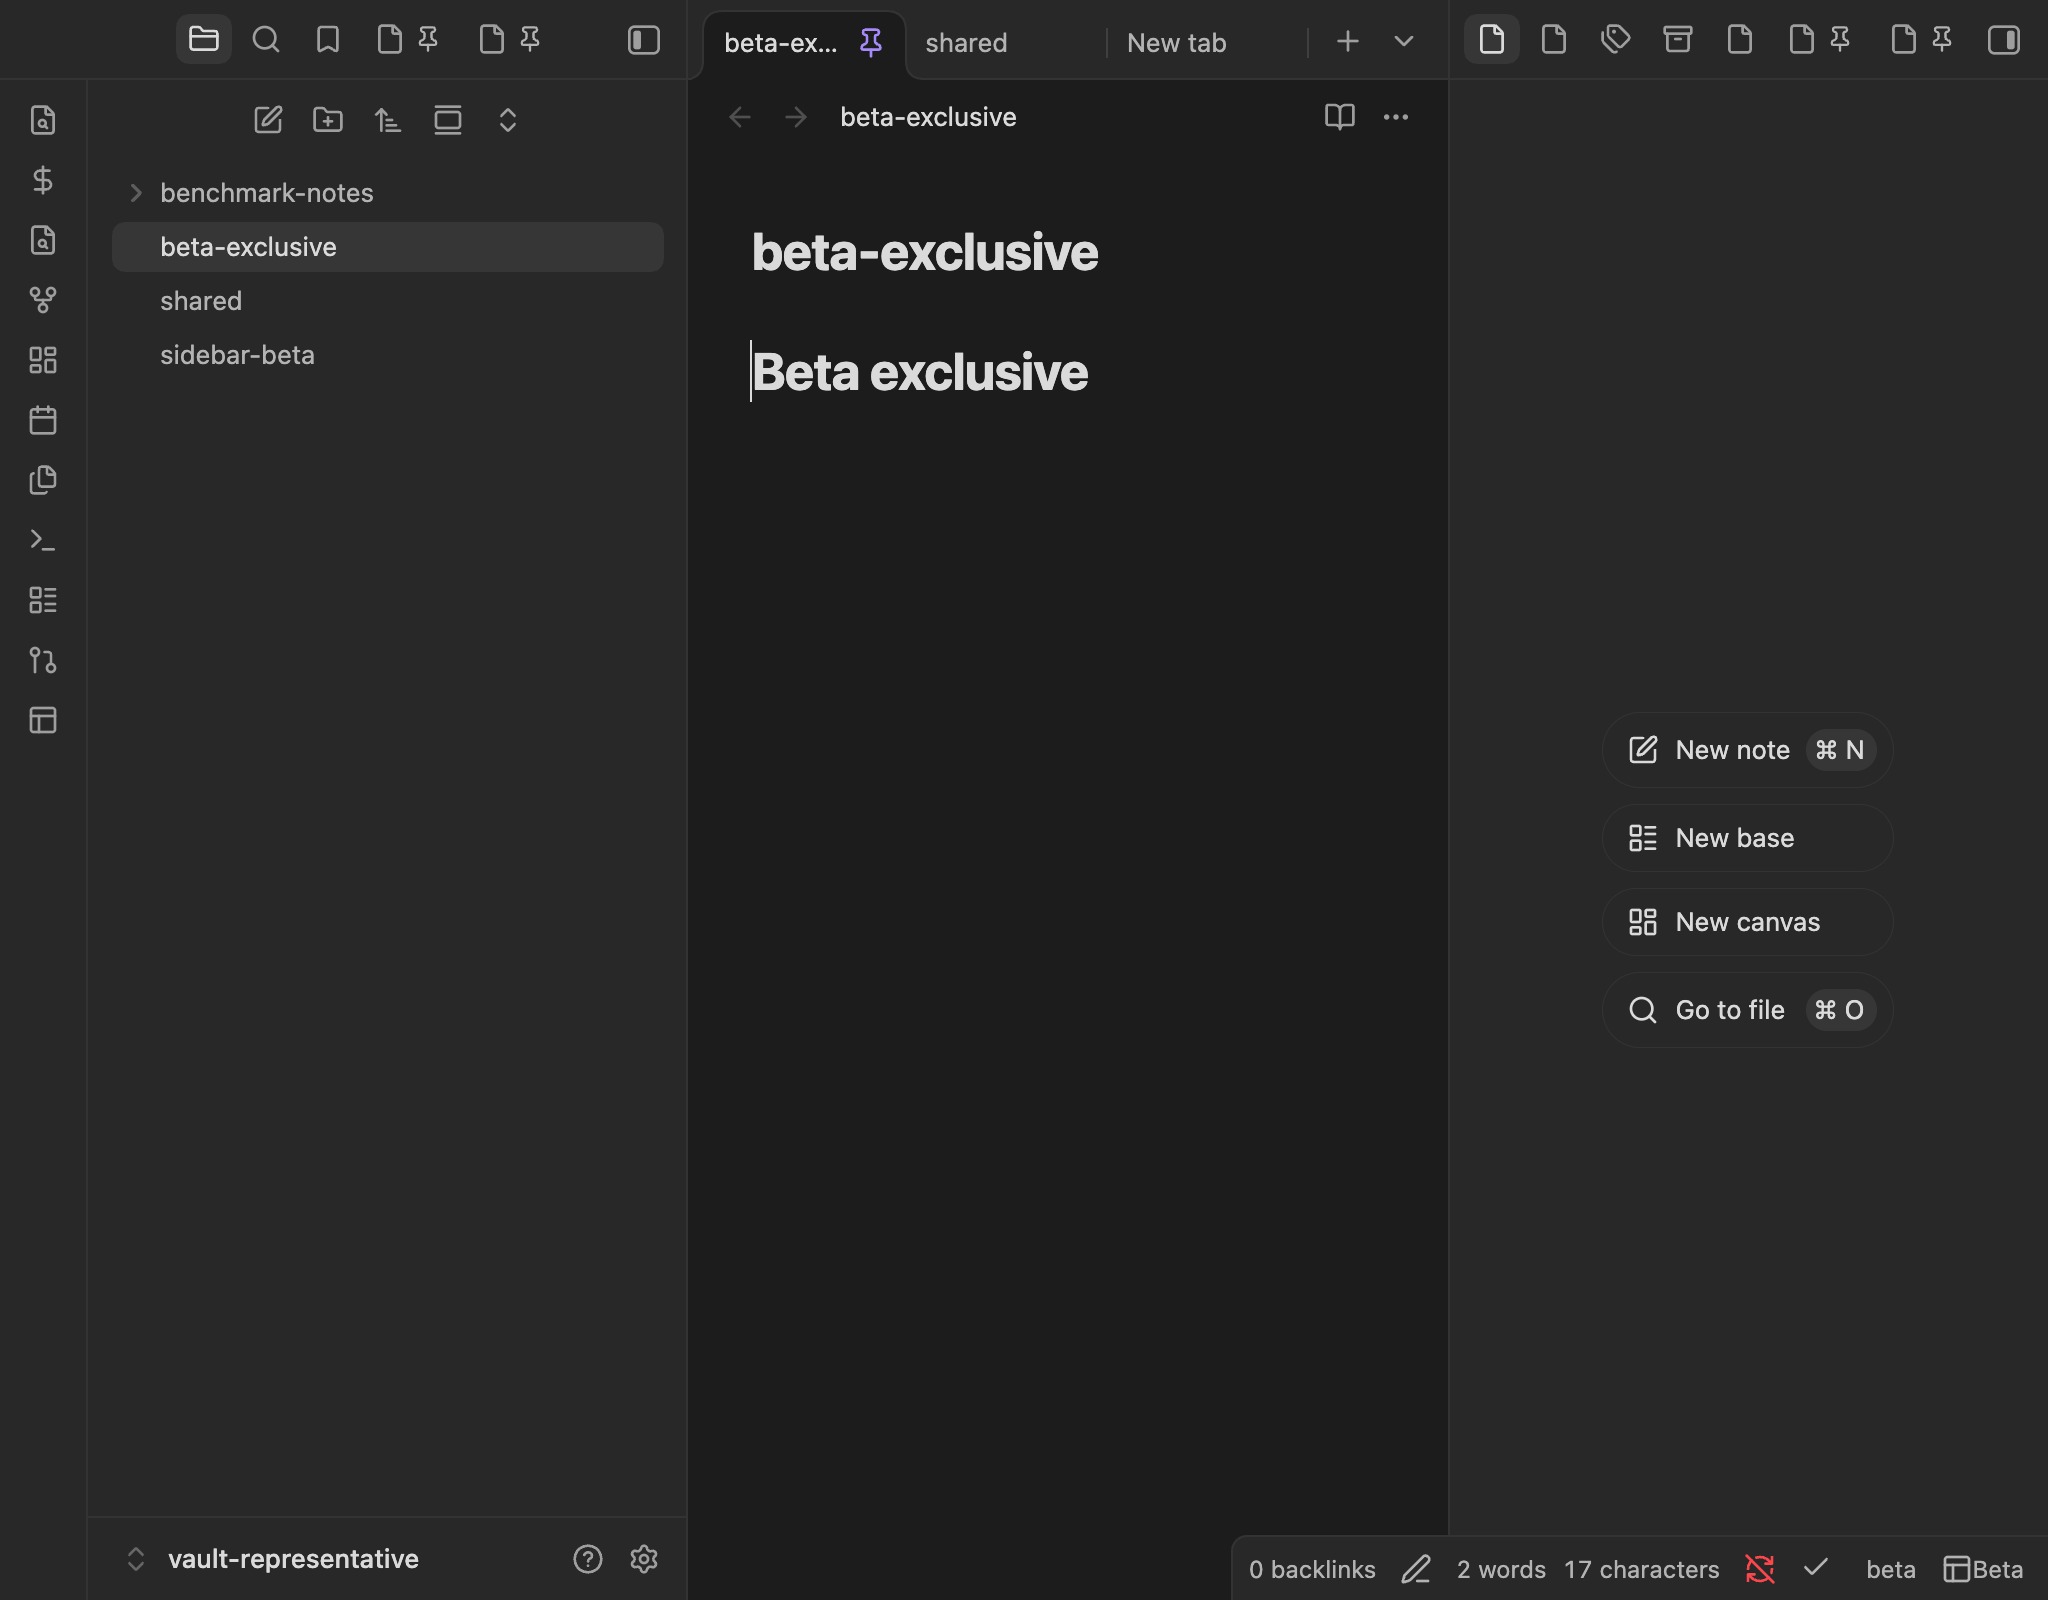 beta-ex...
shared
New tab
beta-exclusive
benchmark-notes
beta-exclusive
shared
sidebar-beta
beta-exclusive
Beta exclusive
New note ⌘ N
New base
New canvas
Go to file ⌘ O
vault-representative
0 backlinks 2 words 17 characters beta Beta